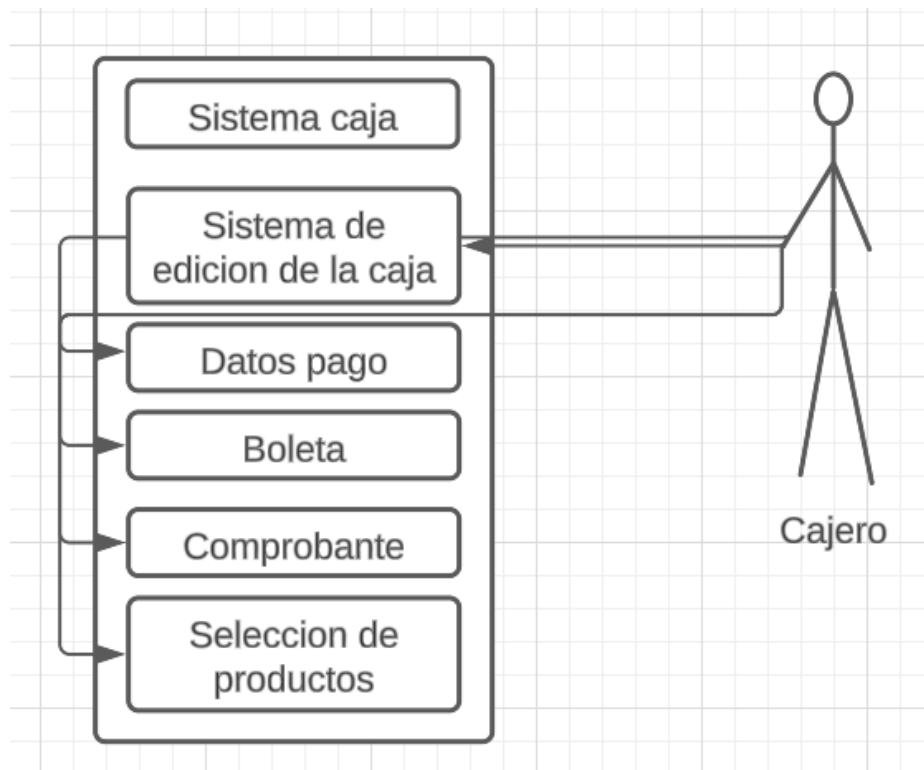 Sistema caja
Sistema de
edicion de la caja
Datos pago
Boleta
Comprobante
Seleccion de
productos
Cajero